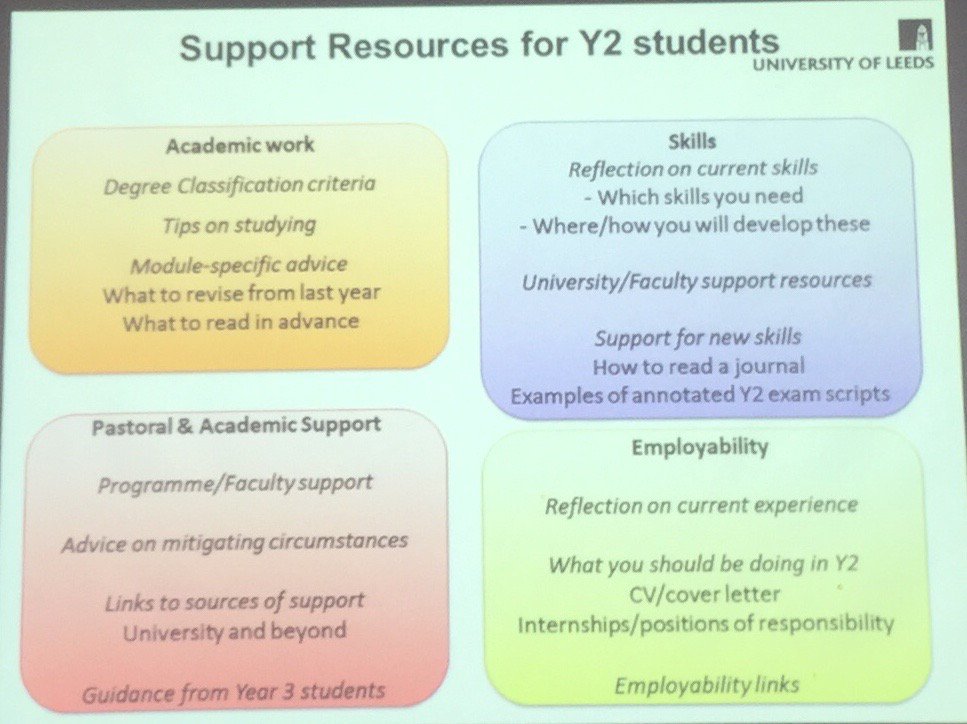 Support Resources for Y2 students
UNIVERSITY OF LEEDS
Academic work
Degree Classification criteria
Tips on studying
Module-specific advice
What to revise from last year
What to read in advance
Skills
Reflection on current skills
- Which skills you need
- Where/how you will develop these
University/Faculty support resources
Support for new skills
How to read a journal
Examples of annotated Y2 exam scripts
Pastoral & Academic Support
Programme/Faculty support
Advice on mitigating circumstances
Links to sources of support
University and beyond
Guidance from Year 3 students
Employability
Reflection on current experience
What you should be doing in Y2
CV/cover letter
Internships/positions of responsibility
Employability links